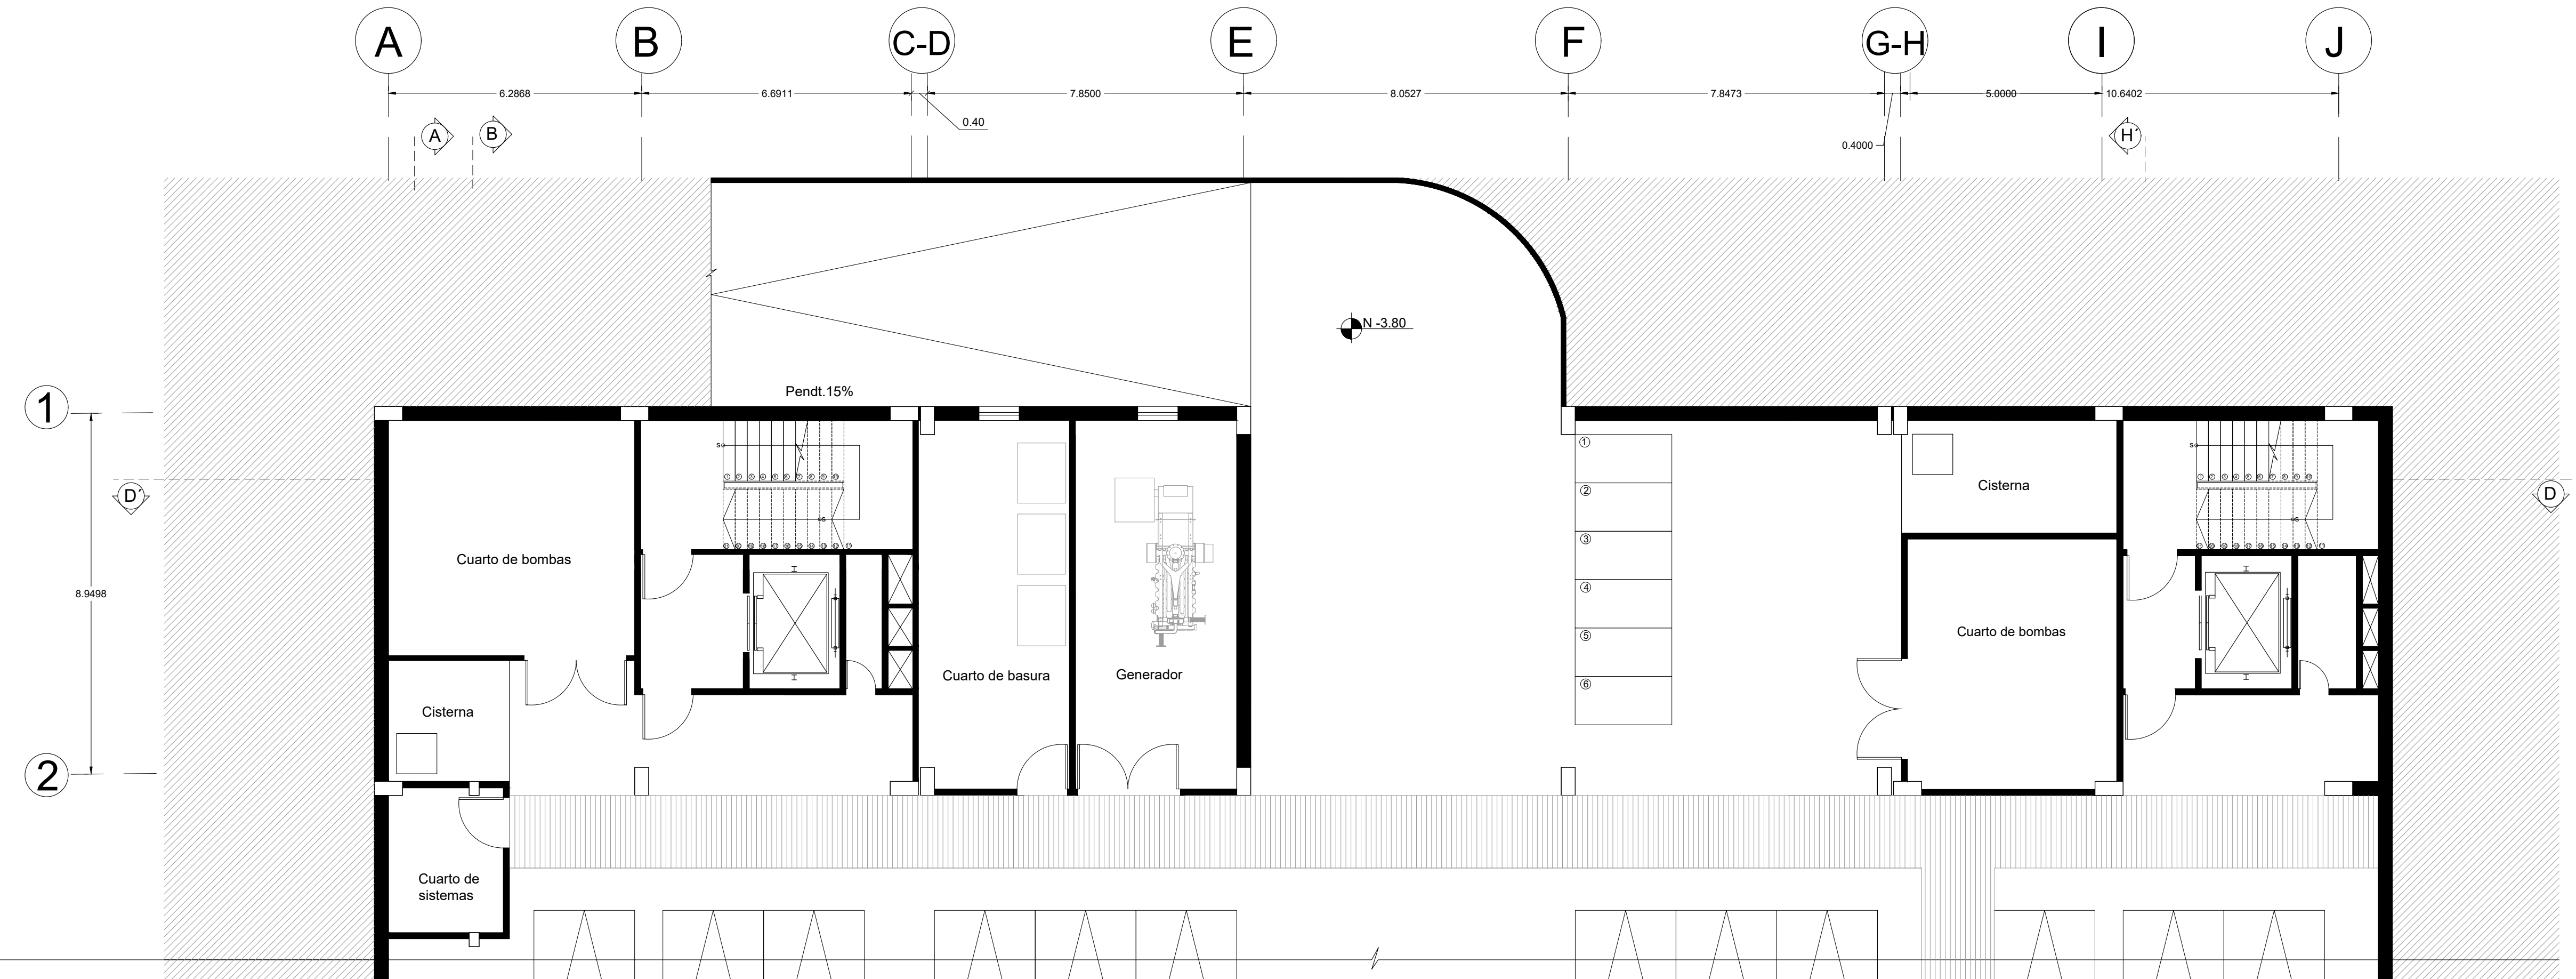 A B C-D E F G-H I J
6.2868 6.6911 7.8500 8.0527 7.8473 5.0000 10.6402
0.40
0.4000
A B H´
N -3.80
Pendt.15%
1
S
S
1
2
3
4
5
6
Cisterna
D´
D
Cuarto de bombas
8.9498
Cuarto de bombas
Cuarto de basura
Generador
Cisterna
2
Cuarto de
sistemas